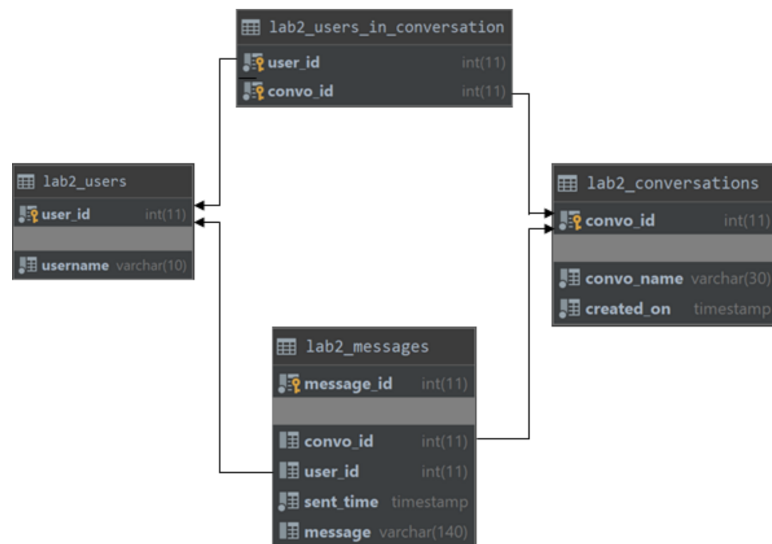 lab2_users_in_conversation
user_id int(11)
convo_id int(11)
lab2_users
user_id int(11)
username varchar(10)
lab2_conversations
convo_id int(11)
convo_name varchar(30)
created_on timestamp
lab2_messages
message_id int(11)
convo_id int(11)
user_id int(11)
sent_time timestamp
message varchar(140)